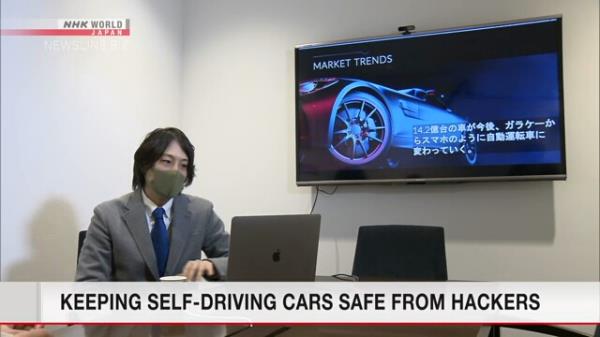 NHK WORLD
JAPAN
NEWSLINE
MARKET TRENDS
14.2億台の車が今後、ガラケーか
らスマホのように自動運転車に
変わっていく。
KEEPING SELF-DRIVING CARS SAFE FROM HACKERS